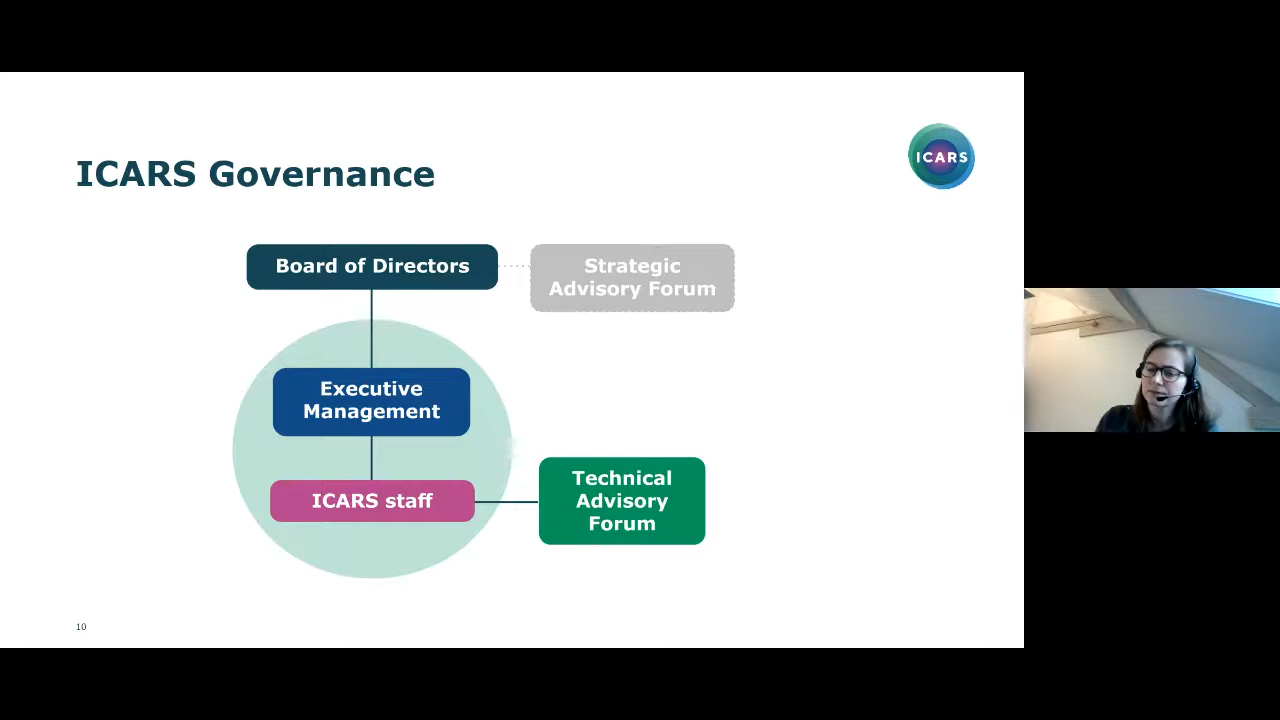 ICARS
ICARS Governance
Board of Directors
Strategic
Advisory Forum
Executive
Management
ICARS staff
Technical
Advisory
Forum
10